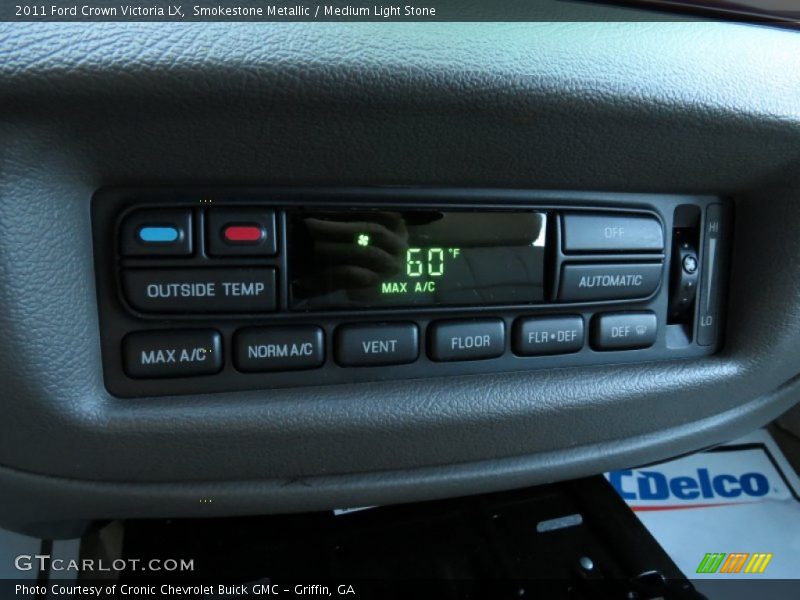 2011 Ford Crown Victoria LX, Smokestone Metallic / Medium Light Stone
OFF
HI
60°F
MAX A/C
OUTSIDE TEMP
AUTOMATIC
LO
MAX A/C
NORM A/C
VENT
FLOOR
FLR•DEF
DEF
CDelco
GTCARLOT.COM
Photo Courtesy of Cronic Chevrolet Buick GMC – Griffin, GA